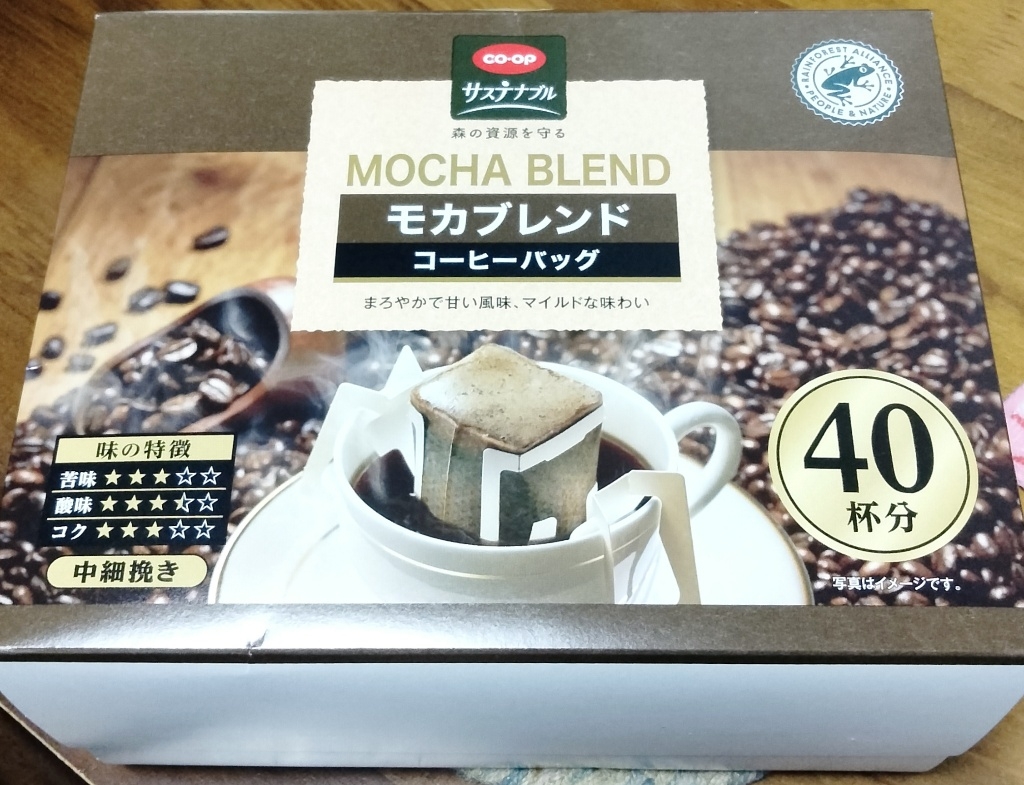 CO·OP
サステナブル
森の資源を守る
RAINFOREST ALLIANCE
PEOPLE & NATURE
MOCHA BLEND
モカブレンド
コーヒーバッグ
まろやかで甘い風味、マイルドな味わい
味の特徴
苦味★★★☆☆
酸味★★★⯪☆
コク★★★☆☆
中細挽き
40
杯分
写真はイメージです。